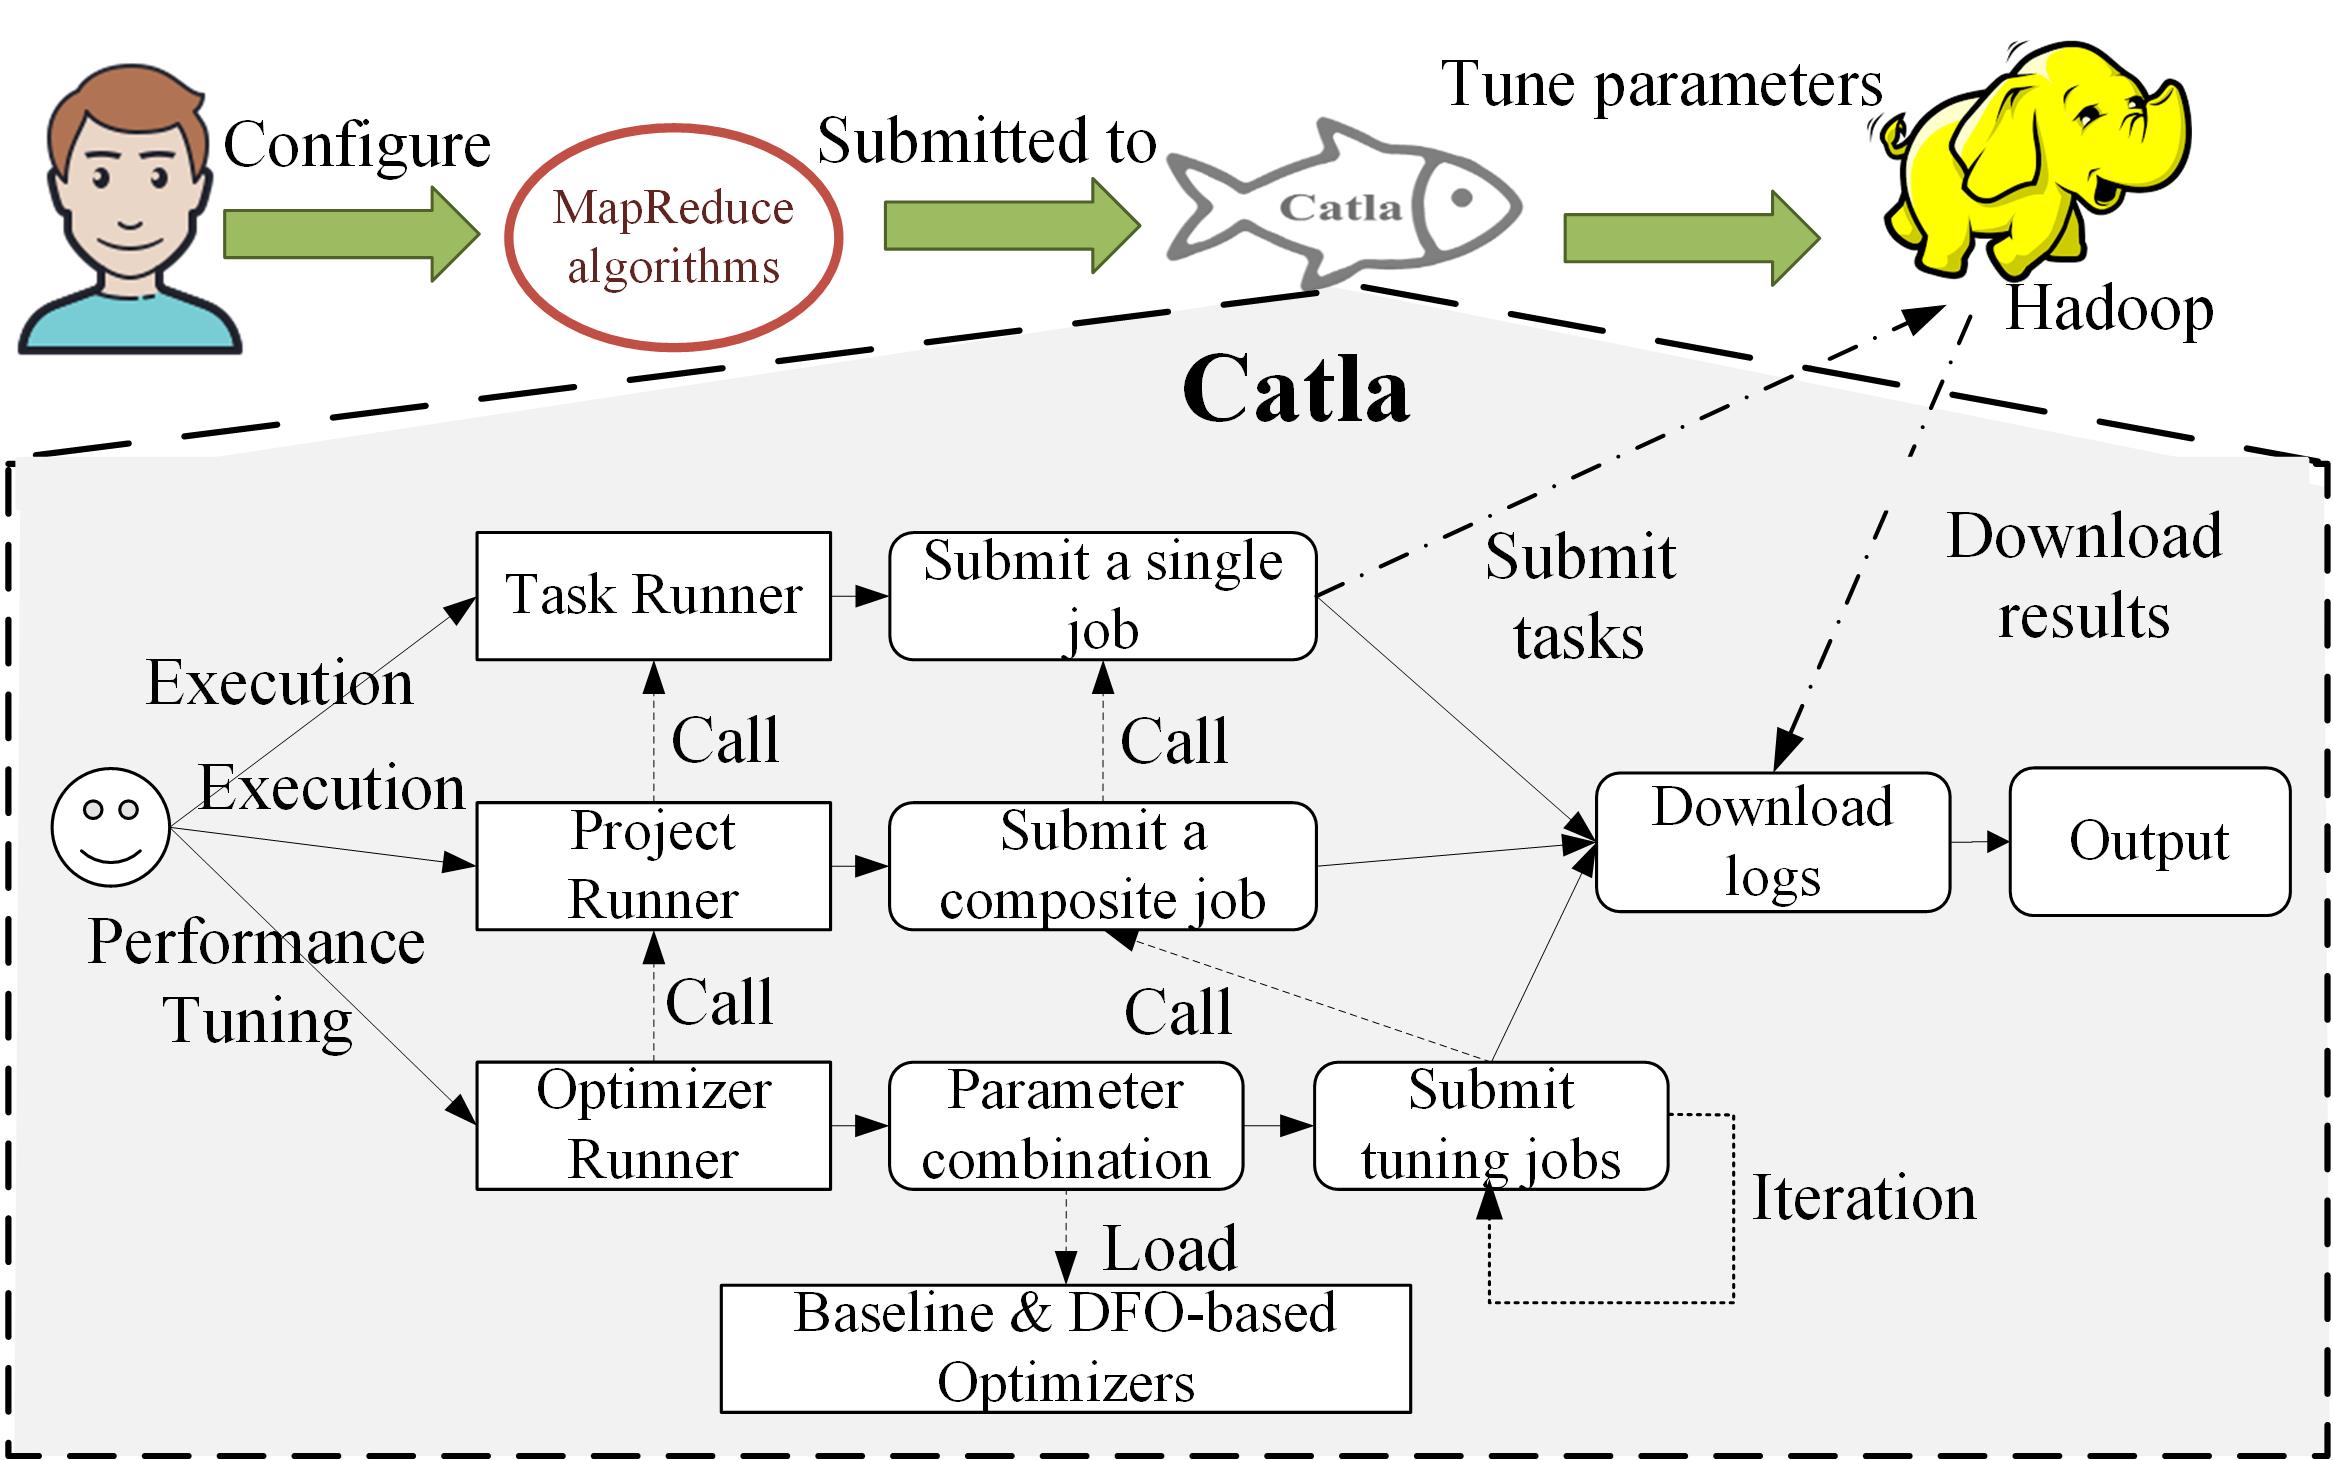 Configure
MapReduce
algorithms
Submitted to
Catla
Tune parameters
Hadoop
Catla
Execution
Execution
Performance
Tuning
Task Runner
Submit a single
job
Submit
tasks
Download
results
Call
Call
Project
Runner
Submit a
composite job
Download
logs
Output
Call
Call
Optimizer
Runner
Parameter
combination
Submit
tuning jobs
Iteration
Load
Baseline & DFO-based
Optimizers